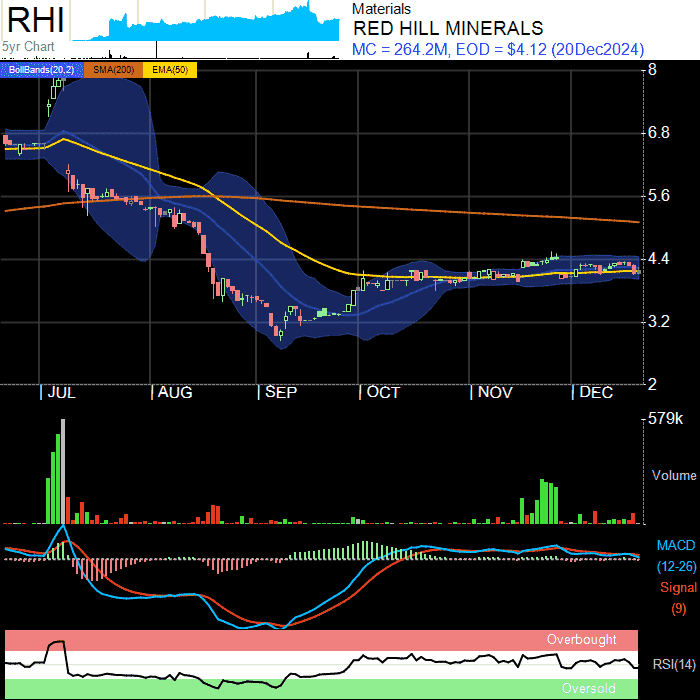 RHI
5yr Chart
Materials
RED HILL MINERALS
MC = 264.2M, EOD = $4.12 (20Dec2024)
BollBands(20,2) SMA(200) EMA(50)
8
6.8
5.6
4.4
3.2
2
| JUL | AUG | SEP | OCT | NOV | DEC
579k
Volume
MACD
(12-26)
Signal
(9)
Overbought
RSI(14)
Oversold